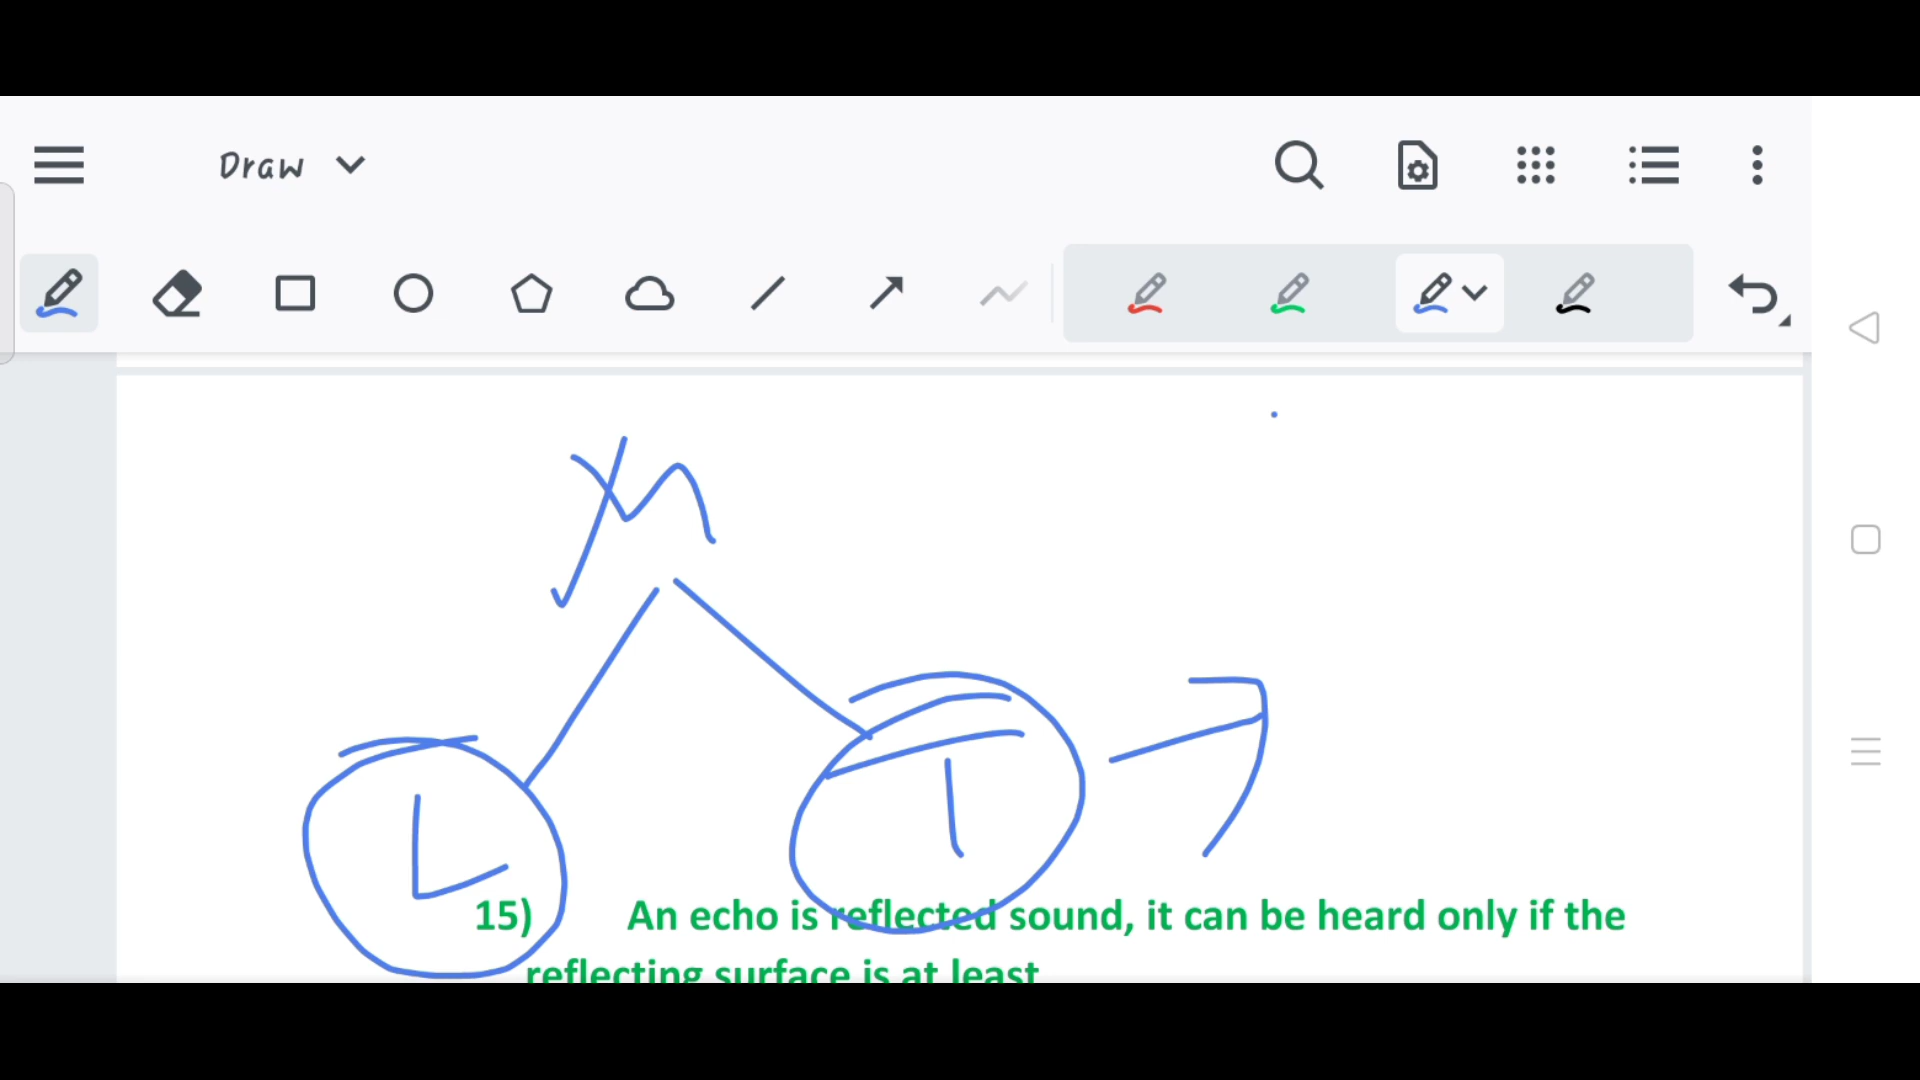 Draw
M
L
T
15) An echo is reflected sound, it can be heard only if the
reflecting surface is at least